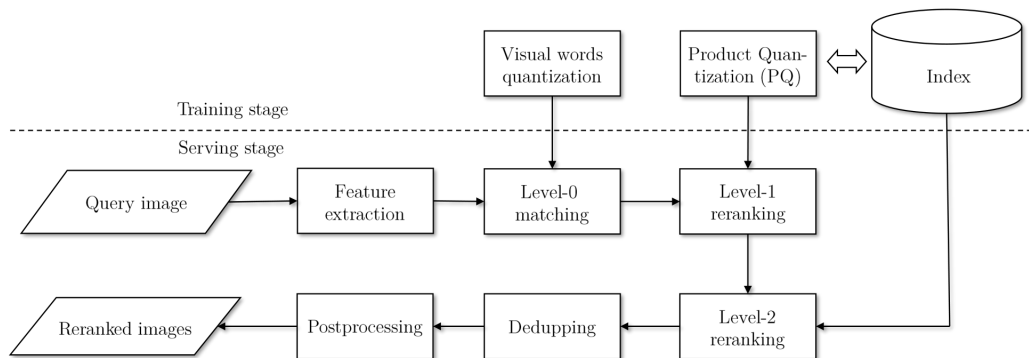 Visual words
quantization
Product Quan-
tization (PQ)
Index
Training stage
Serving stage
Query image
Feature
extraction
Level-0
matching
Level-1
reranking
Reranked images
Postprocessing
Dedupping
Level-2
reranking